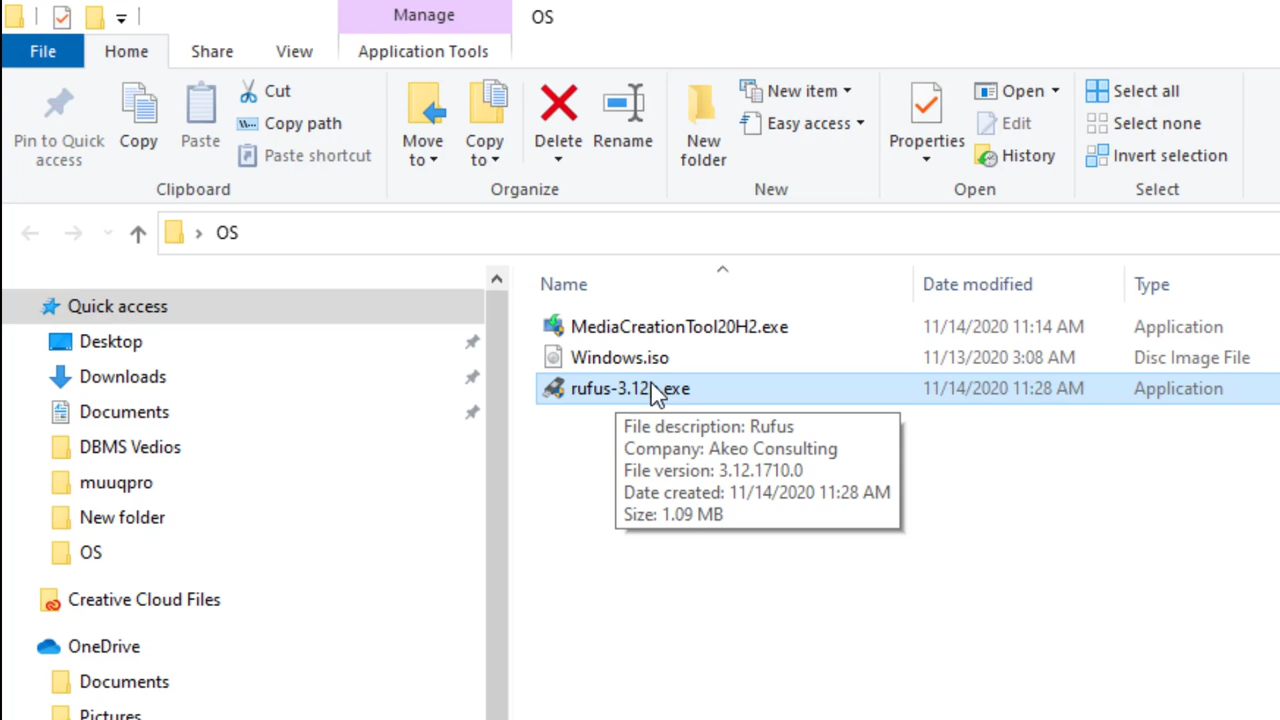 Manage
OS
File
Home
Share
View
Application Tools
Pin to Quick
access
Copy
Paste
Cut
Copy path
Paste shortcut
Clipboard
Move
to
Copy
to
Delete
Rename
Organize
New
folder
New item
Easy access
New
Properties
Open
Edit
History
Open
Select all
Select none
Invert selection
Select
OS
Quick access
Desktop
Downloads
Documents
DBMS Vedios
muuqpro
New folder
OS
Creative Cloud Files
OneDrive
Documents
Pictures
Name Date modified Type
MediaCreationTool20H2.exe 11/14/2020 11:14 AM Application
Windows.iso 11/13/2020 3:08 AM Disc Image File
11/14/2020 11:28 AM Application
File description: Rufus
Company: Akeo Consulting
File version: 3.12.1710.0
Date created: 11/14/2020 11:28 AM
Size: 1.09 MB